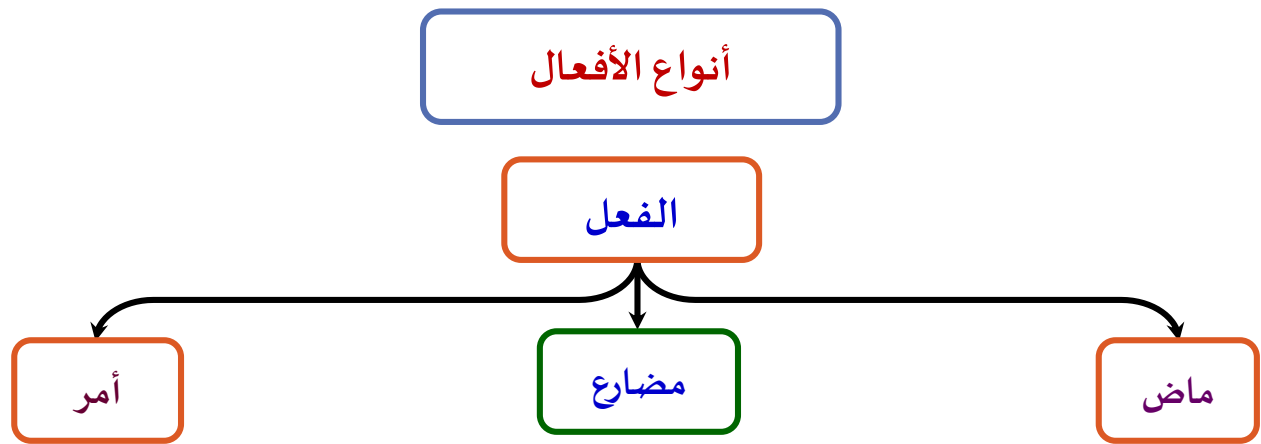 أنواع الأفعال
الفعل
ماض
مضارع
أمر